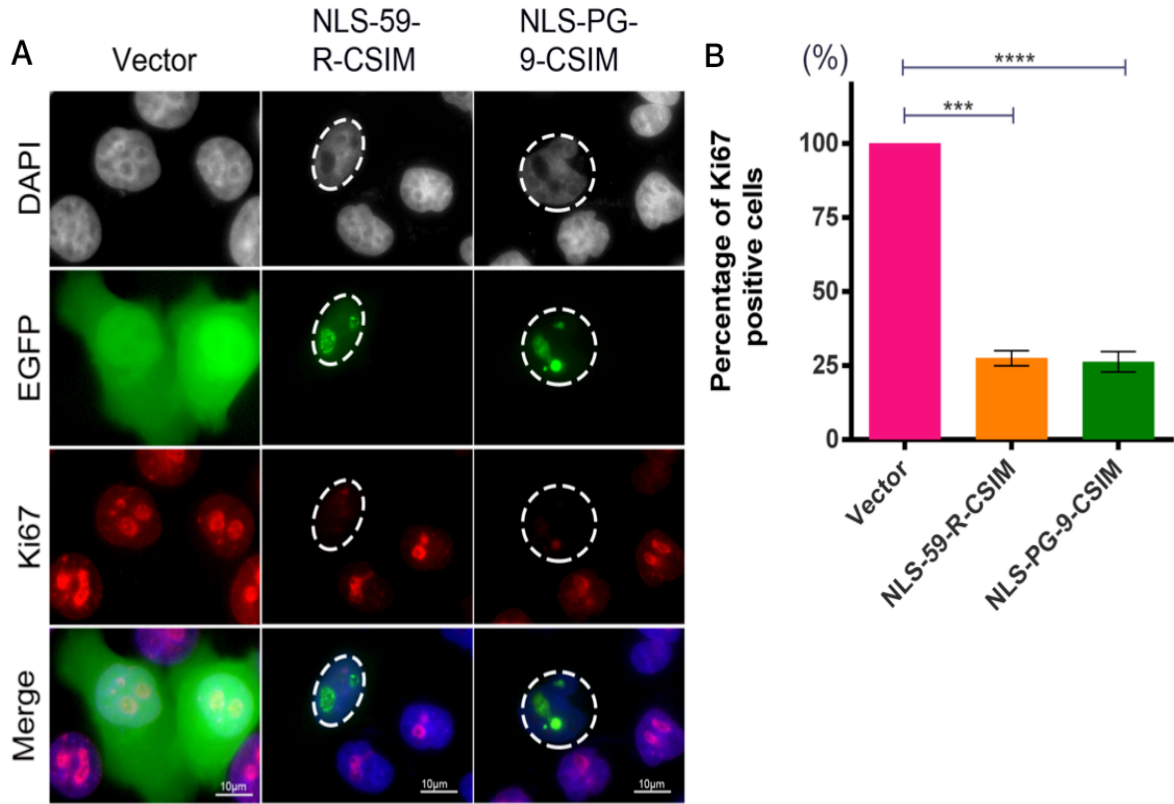 A
Vector
NLS-59-
R-CSIM
NLS-PG-
9-CSIM
DAPI
EGFP
Ki67
Merge
10μm
10μm
10μm
B
(%)
****
***
Percentage of Ki67
positive cells
100
75
50
25
0
Vector
NLS-59-R-CSIM
NLS-PG-9-CSIM